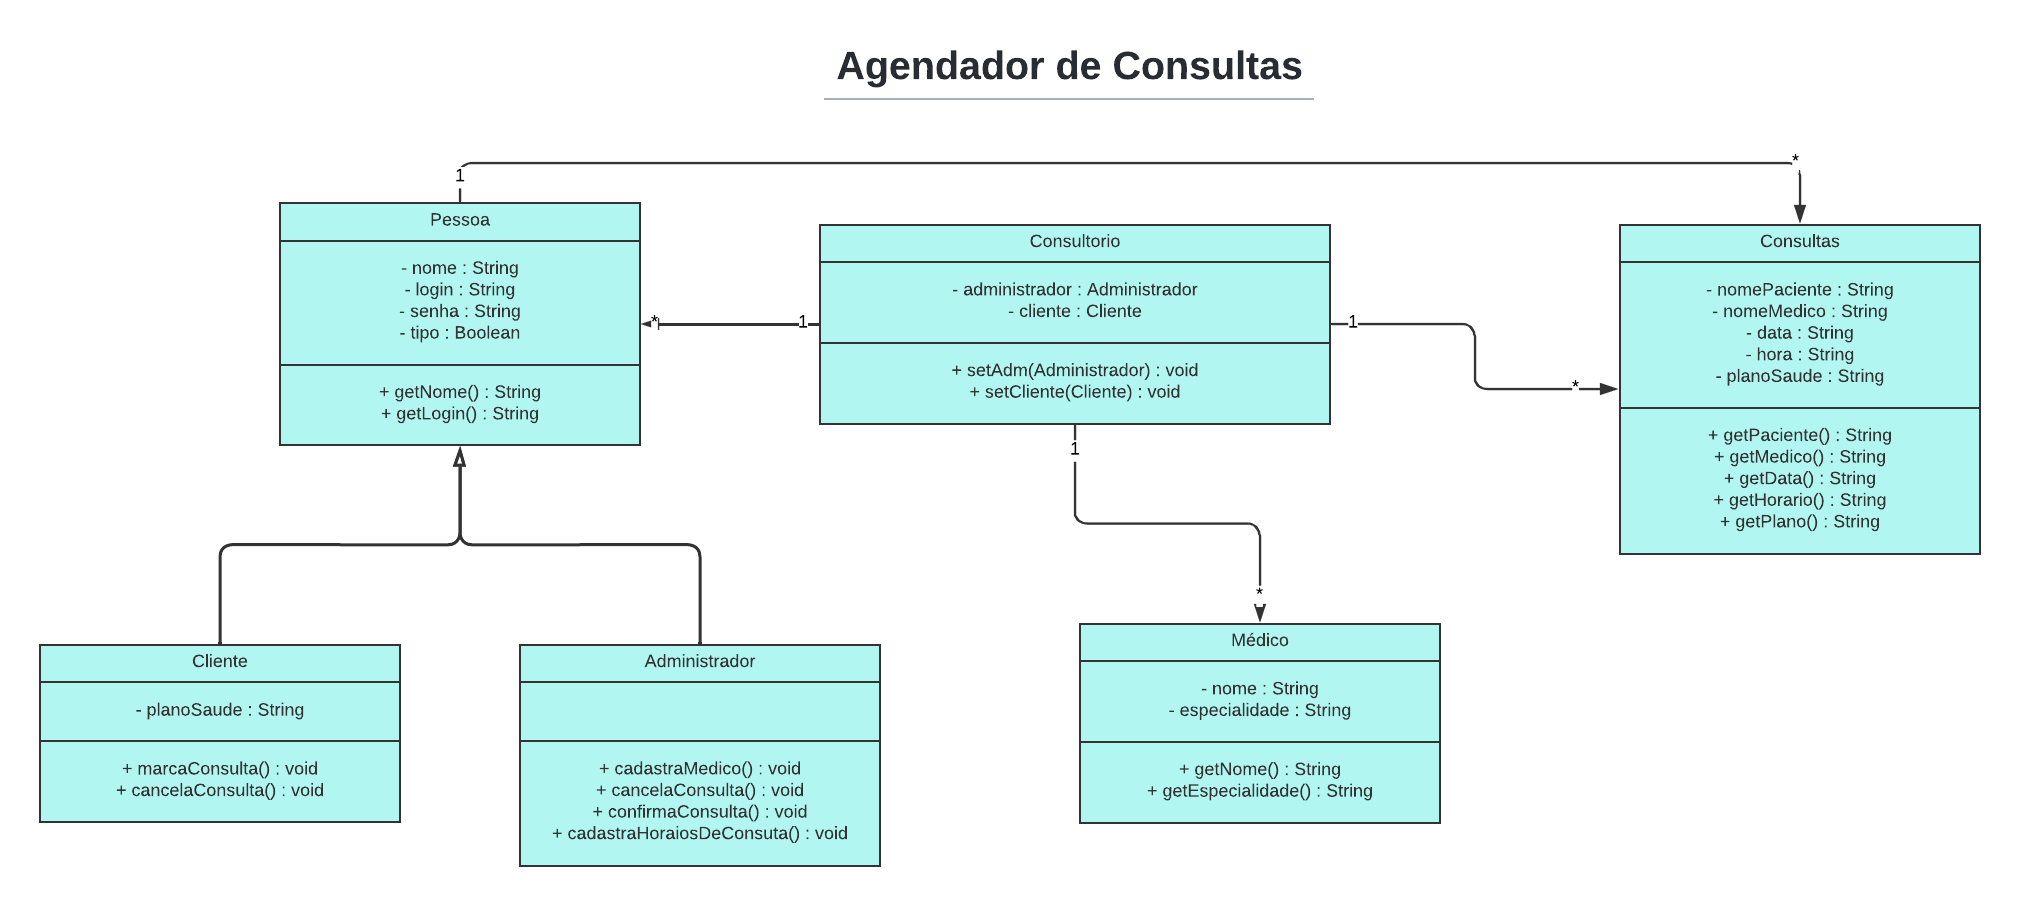 Agendador de Consultas
1
*
Pessoa
- nome : String
- login : String
- senha : String
- tipo : Boolean
+ getNome() : String
+ getLogin() : String
*
1
Consultorio
- administrador : Administrador
- cliente : Cliente
+ setAdm(Administrador) : void
+ setCliente(Cliente) : void
1
*
Consultas
- nomePaciente : String
- nomeMedico : String
- data : String
- hora : String
- planoSaude : String
+ getPaciente() : String
+ getMedico() : String
+ getData() : String
+ getHorario() : String
+ getPlano() : String
1
*
Cliente
- planoSaude : String
+ marcaConsulta() : void
+ cancelaConsulta() : void
Administrador
+ cadastraMedico() : void
+ cancelaConsulta() : void
+ confirmaConsulta() : void
+ cadastraHoraiosDeConsuta() : void
Médico
- nome : String
- especialidade : String
+ getNome() : String
+ getEspecialidade() : String